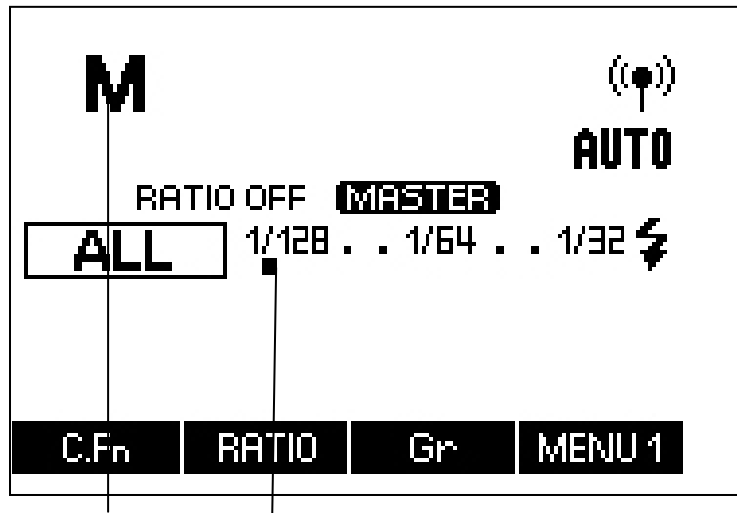 M
AUTO
RATIO OFF MASTER
ALL 1/128 . . 1/64 . . 1/32
C.Fn RATIO Gr MENU 1